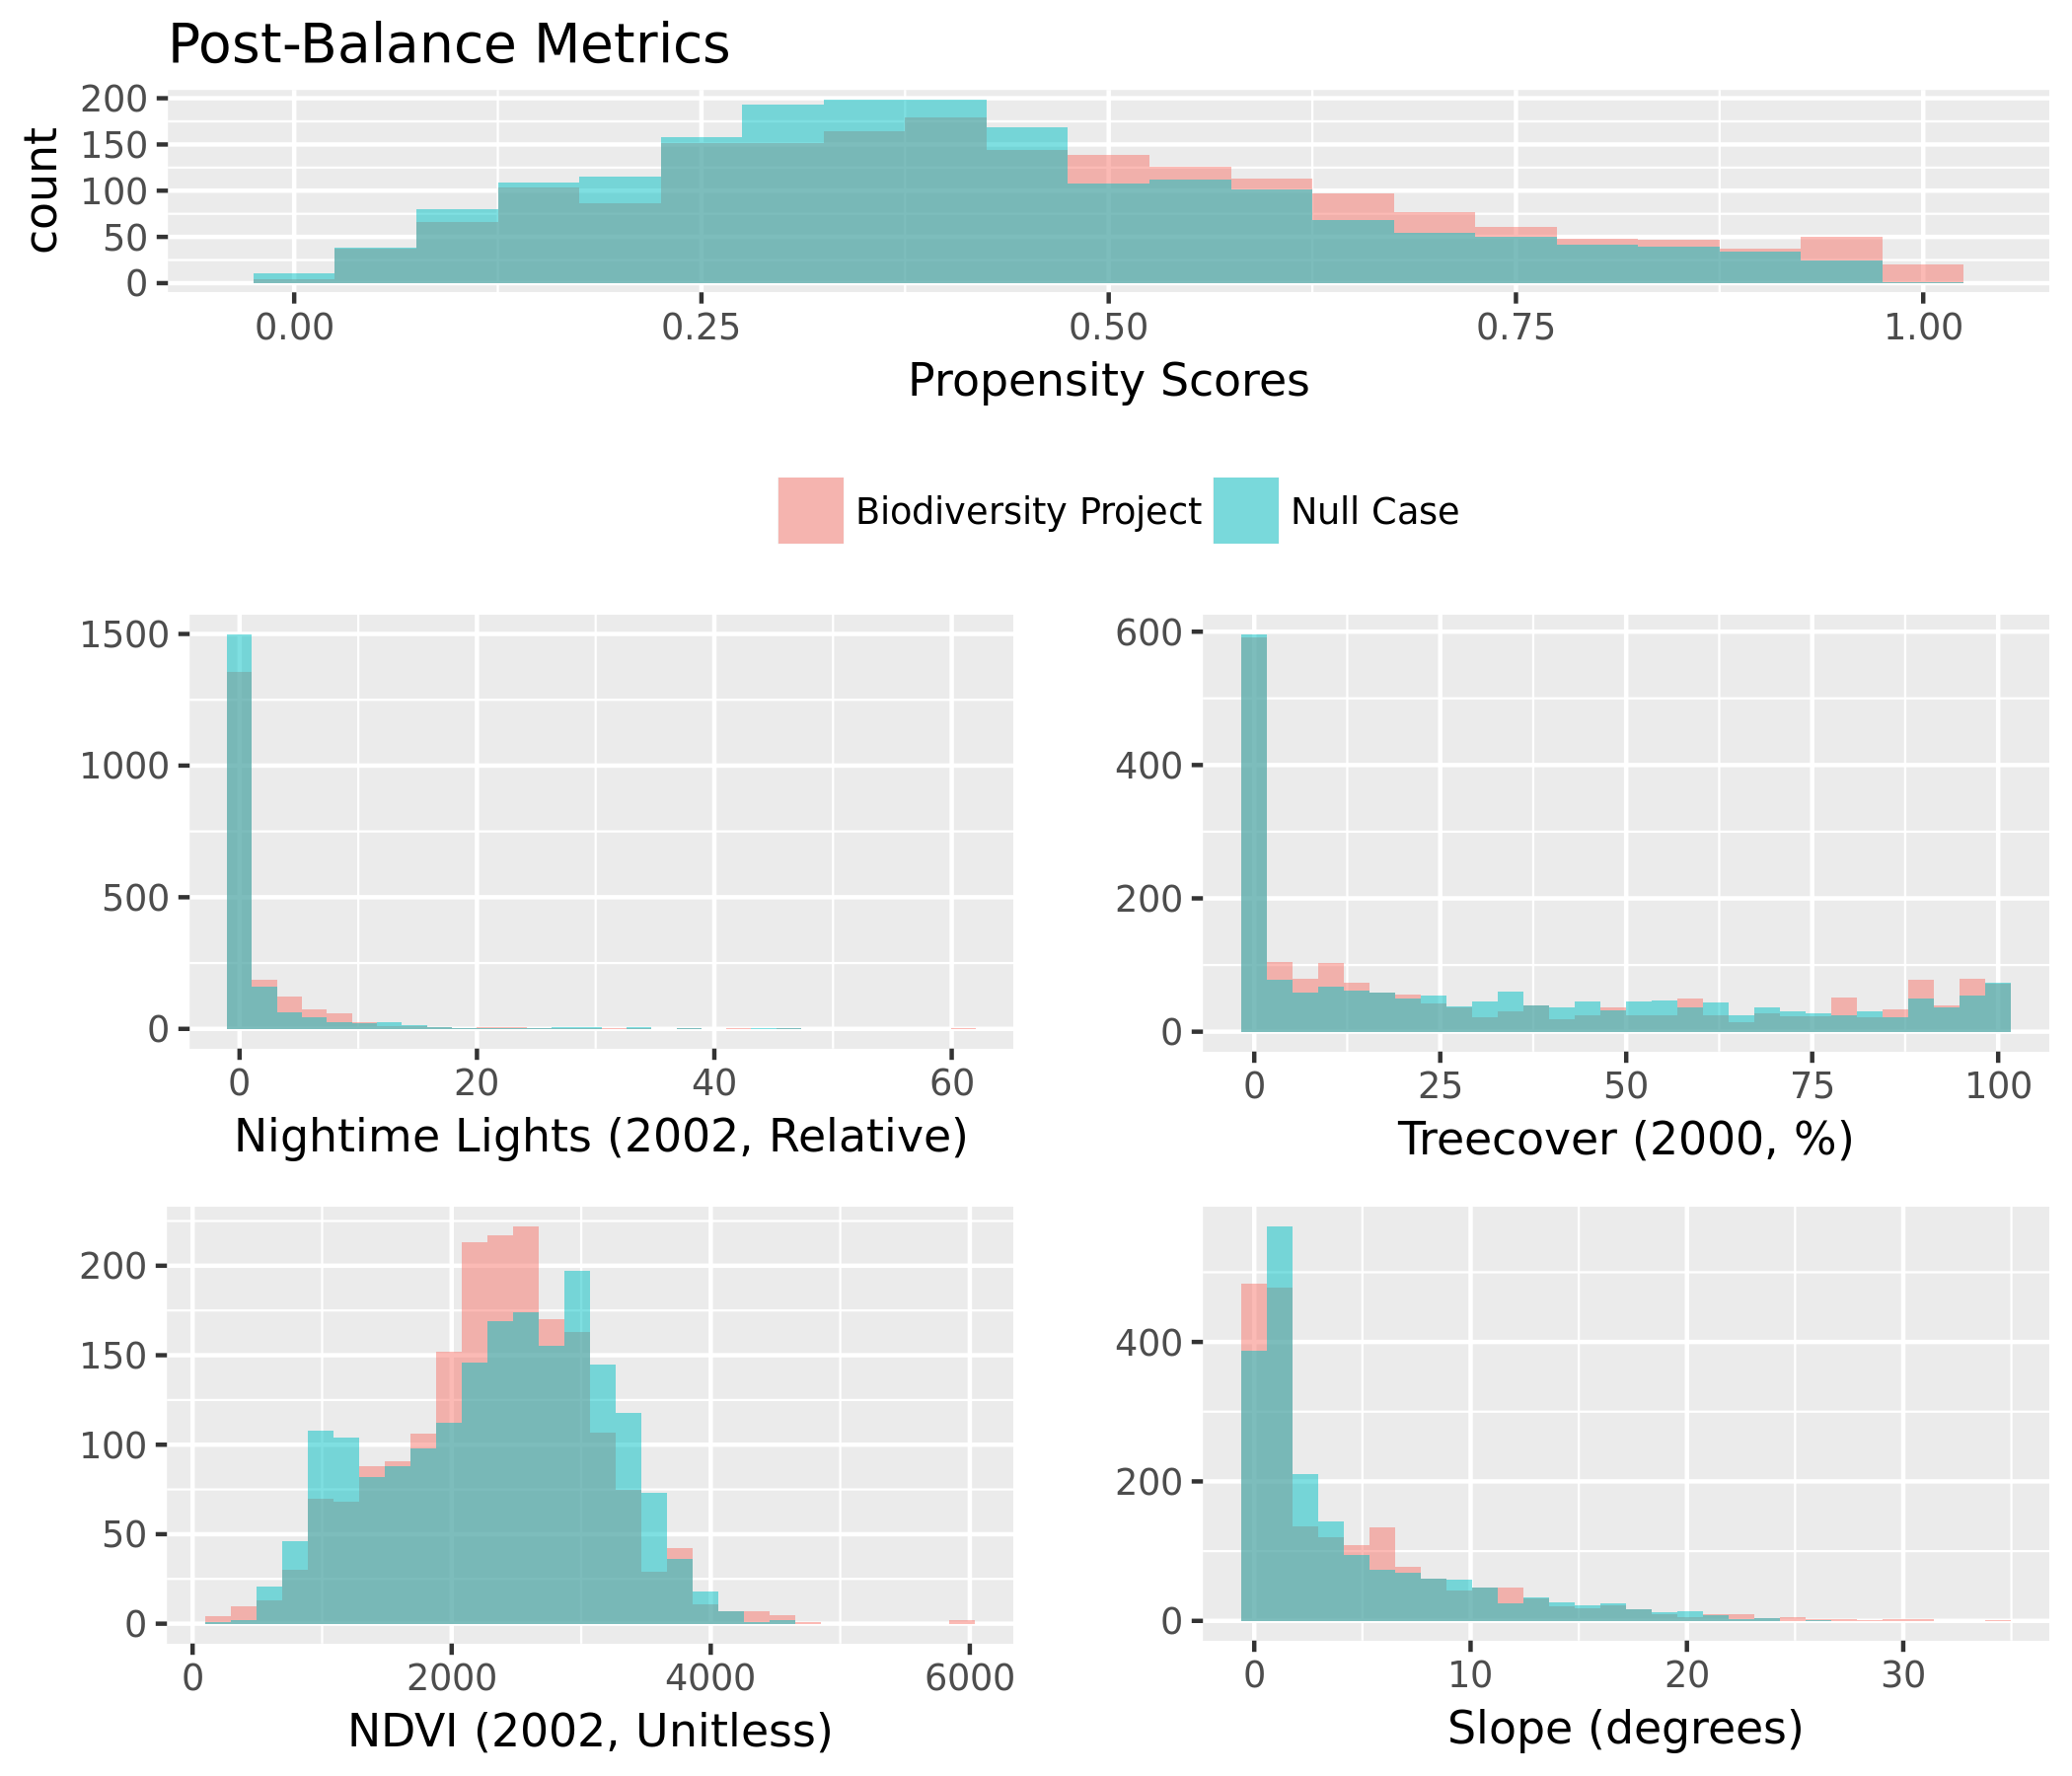 Post-Balance Metrics
200
150
100
50
0
count
0.00 0.25 0.50 0.75 1.00
Propensity Scores
Biodiversity Project Null Case
1500
1000
500
0
0 20 40 60
Nightime Lights (2002, Relative)
600
400
200
0
0 25 50 75 100
Treecover (2000, %)
200
150
100
50
0
0 2000 4000 6000
NDVI (2002, Unitless)
400
200
0
0 10 20 30
Slope (degrees)